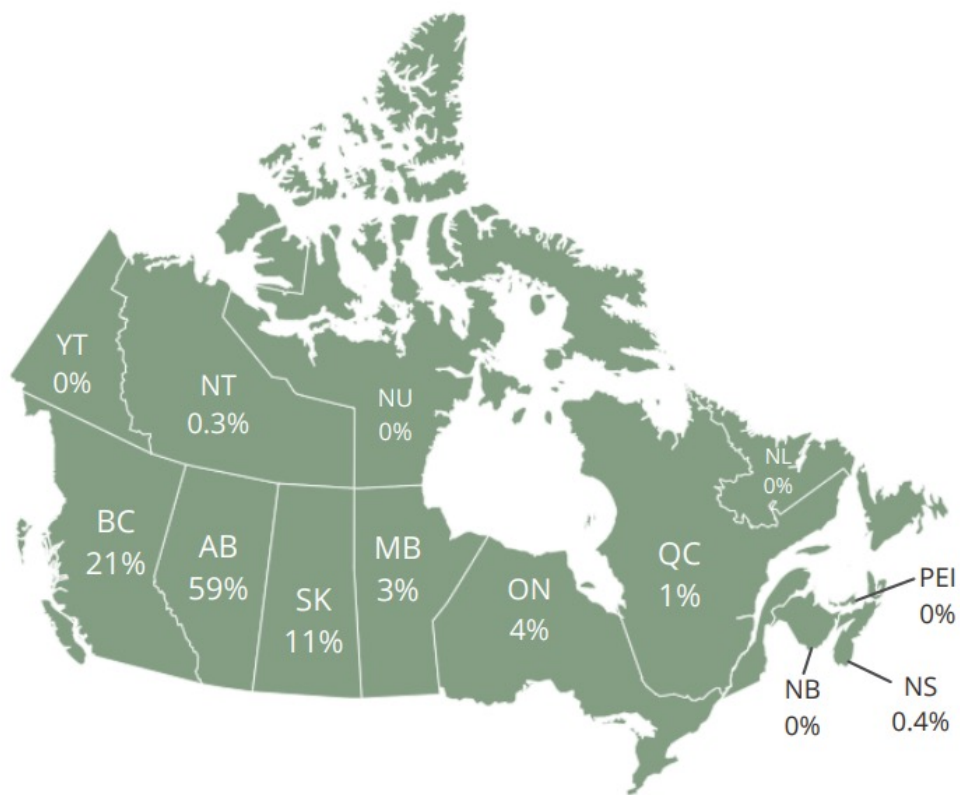 YT
0%
NT
0.3%
NU
0%
NL
0%
BC
21%
AB
59%
SK
11%
MB
3%
ON
4%
QC
1%
PEI
0%
NB
0%
NS
0.4%